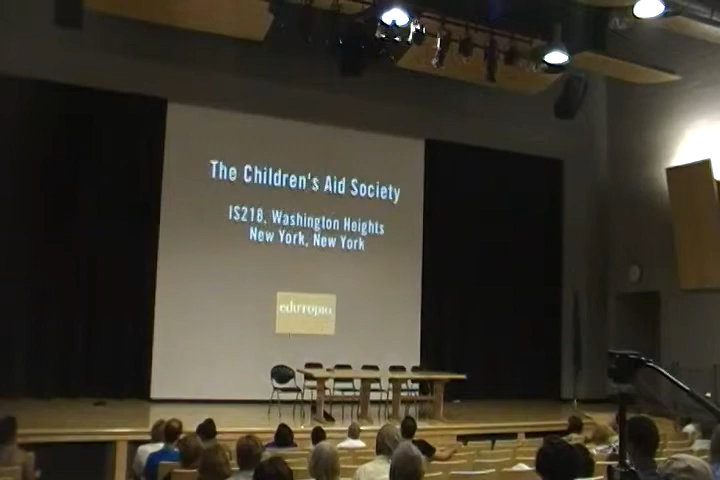 The Children's Aid Society
IS218, Washington Heights
New York, New York
edutopia